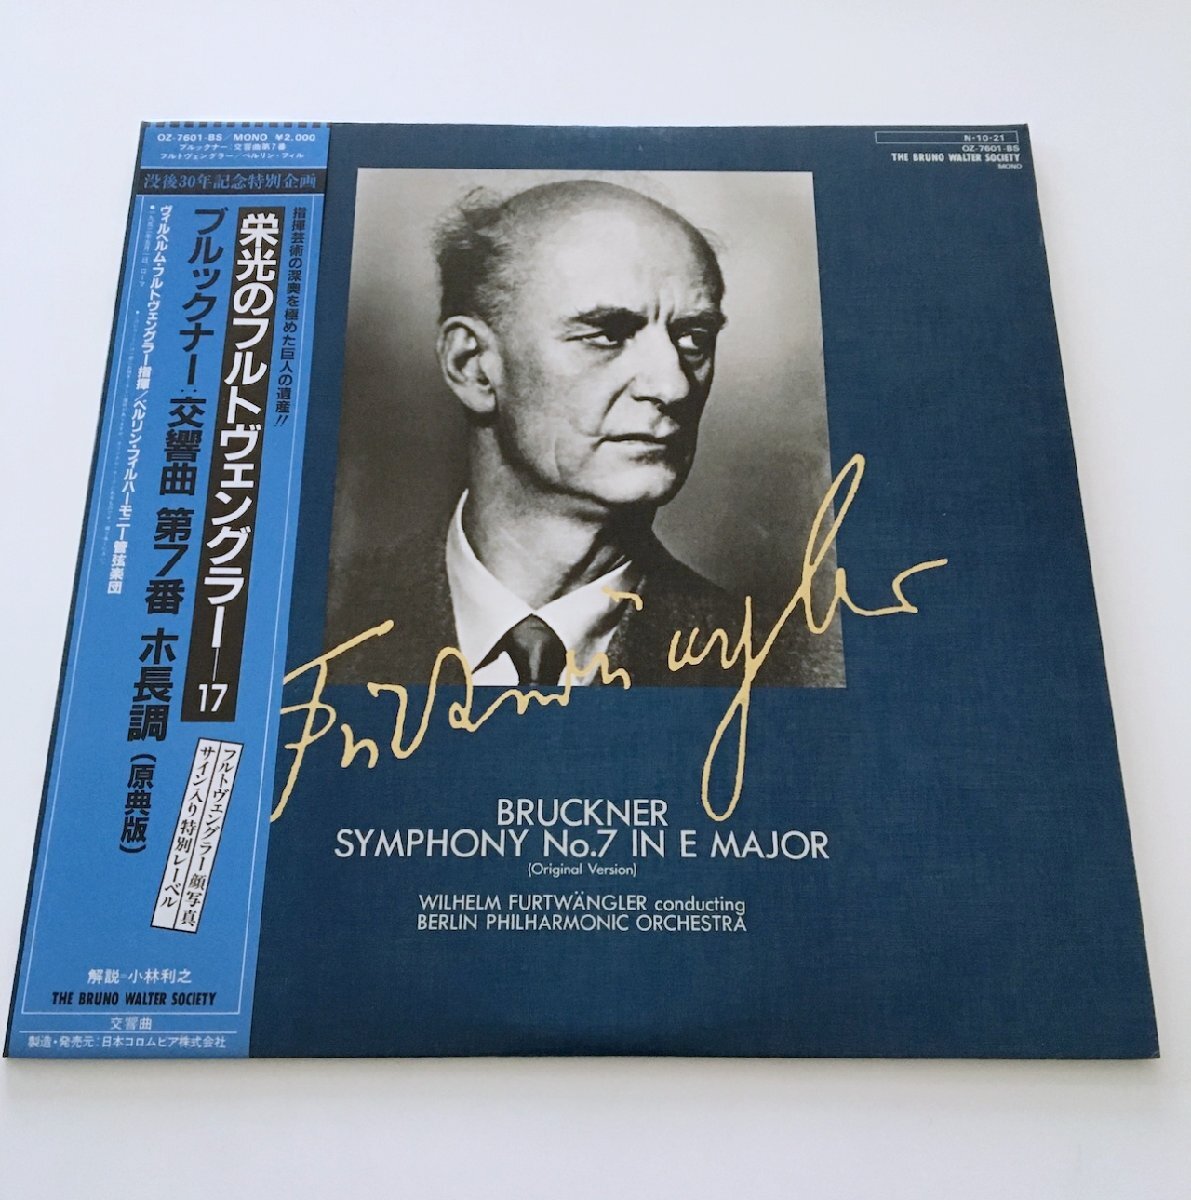 OZ-7601-BS/MONO ¥2,000
ブルックナー/交響曲第7番
フルトヴェングラー/ベルリン・フィル
没後30年記念特別企画
指揮芸術の深奥を極めた巨人の遺産!!
栄光のフルトヴェングラー—17
ブルックナー:交響曲 第7番 ホ長調(原典版)
ヴィルヘルム・フルトヴェングラー指揮/ベルリン・フィルハーモニー管弦楽団
フルトヴェングラー顔写真
サイン入り特別レーベル
解説=小林利之
THE BRUNO WALTER SOCIETY
交響曲
製造・発売元:日本コロムビア株式会社
N-10-21
OZ-7601-BS
THE BRUNO WALTER SOCIETY
MONO
Furtwängler
BRUCKNER
SYMPHONY No.7 IN E MAJOR
(Original Version)
WILHELM FURTWÄNGLER conducting
BERLIN PHILHARMONIC ORCHESTRA